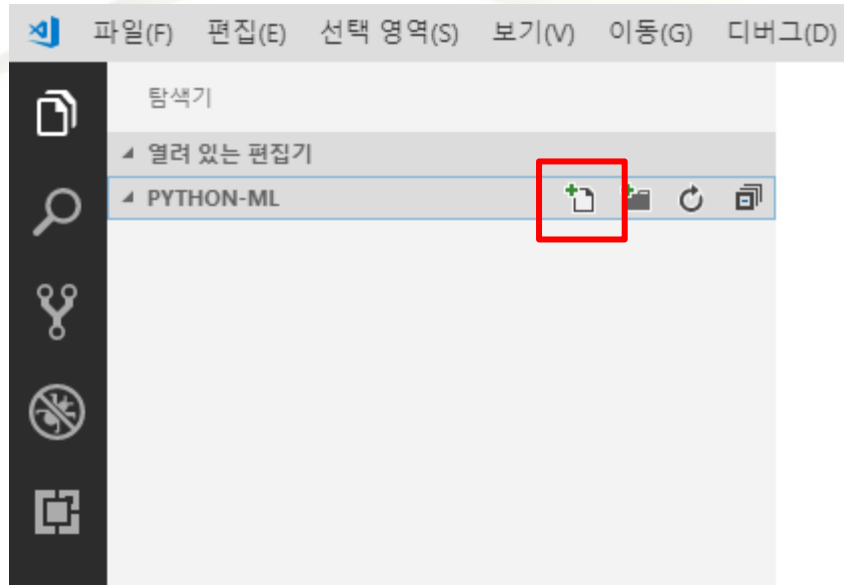 파일(F) 편집(E) 선택 영역(S) 보기(V) 이동(G) 디버그(D)
탐색기
열려 있는 편집기
PYTHON-ML